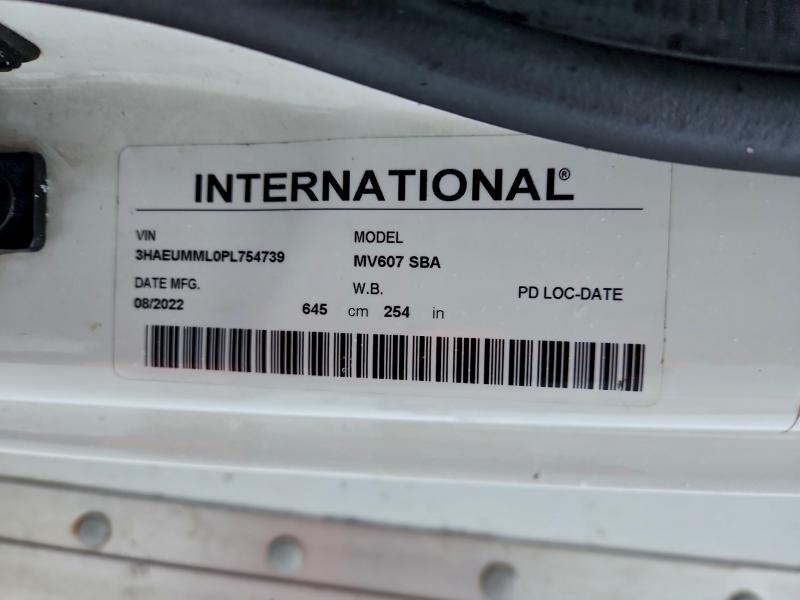 INTERNATIONAL®
VIN MODEL
3HAEUMML0PL754739 MV607 SBA
DATE MFG. W.B. PD LOC-DATE
08/2022 645 cm 254 in